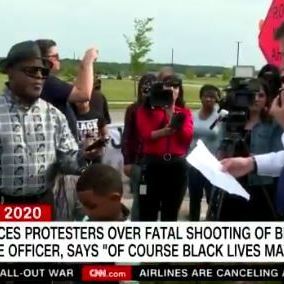 2020
CES PROTESTERS OVER FATAL SHOOTING OF B
E OFFICER, SAYS "OF COURSE BLACK LIVES MA
ALL-OUT WAR CNN.com AIRLINES ARE CANCELING A